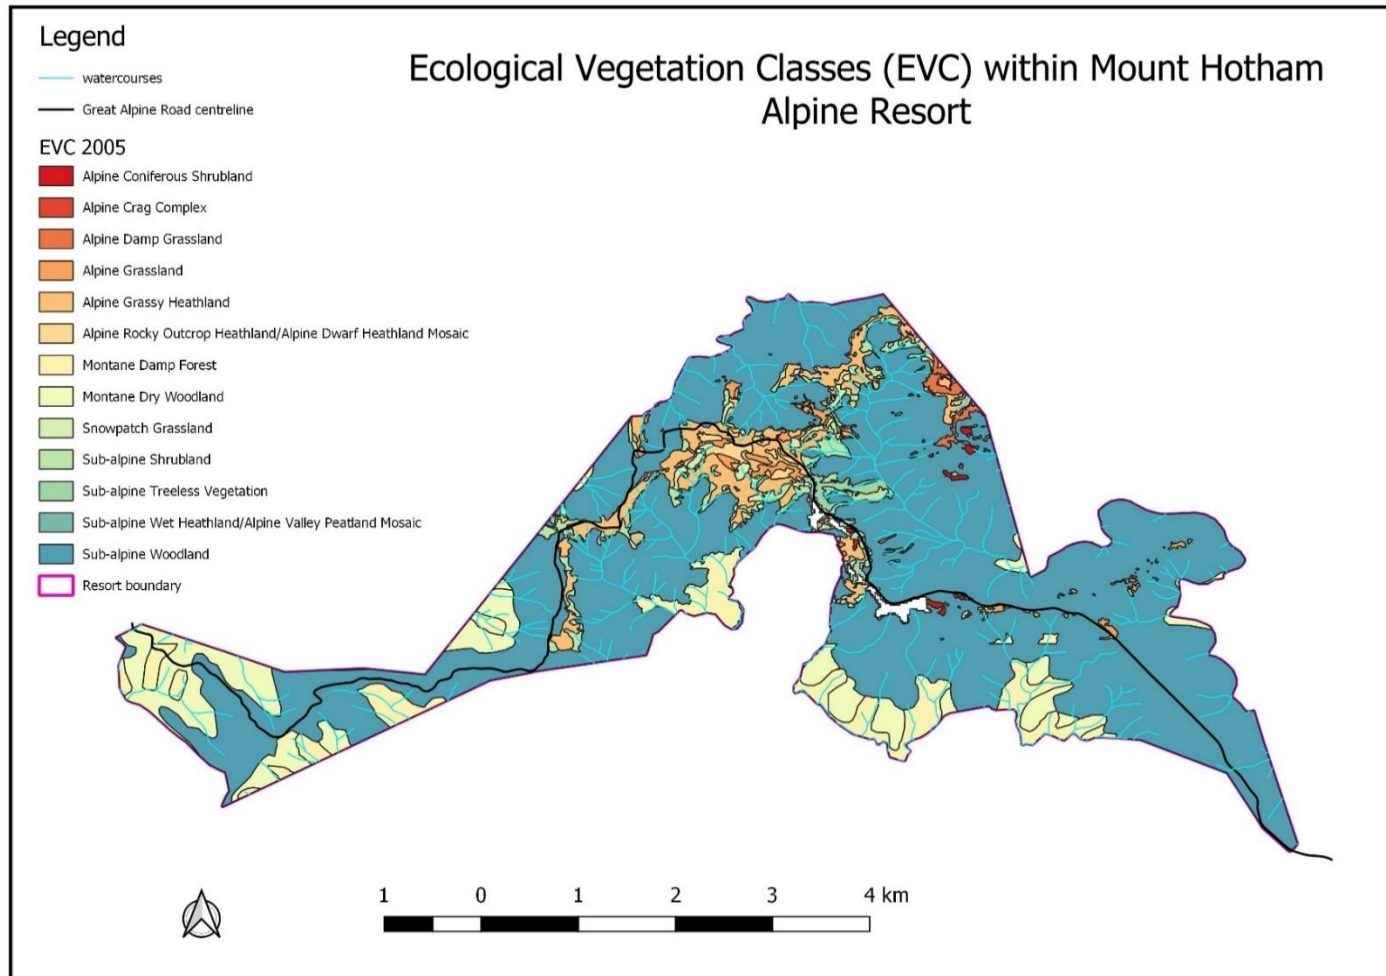 Legend
watercourses
Great Alpine Road centreline
EVC 2005
Alpine Coniferous Shrubland
Alpine Crag Complex
Alpine Damp Grassland
Alpine Grassland
Alpine Grassy Heathland
Alpine Rocky Outcrop Heathland/Alpine Dwarf Heathland Mosaic
Montane Damp Forest
Montane Dry Woodland
Snowpatch Grassland
Sub-alpine Shrubland
Sub-alpine Treeless Vegetation
Sub-alpine Wet Heathland/Alpine Valley Peatland Mosaic
Sub-alpine Woodland
Resort boundary
Ecological Vegetation Classes (EVC) within Mount Hotham
Alpine Resort
1 0 1 2 3 4 km